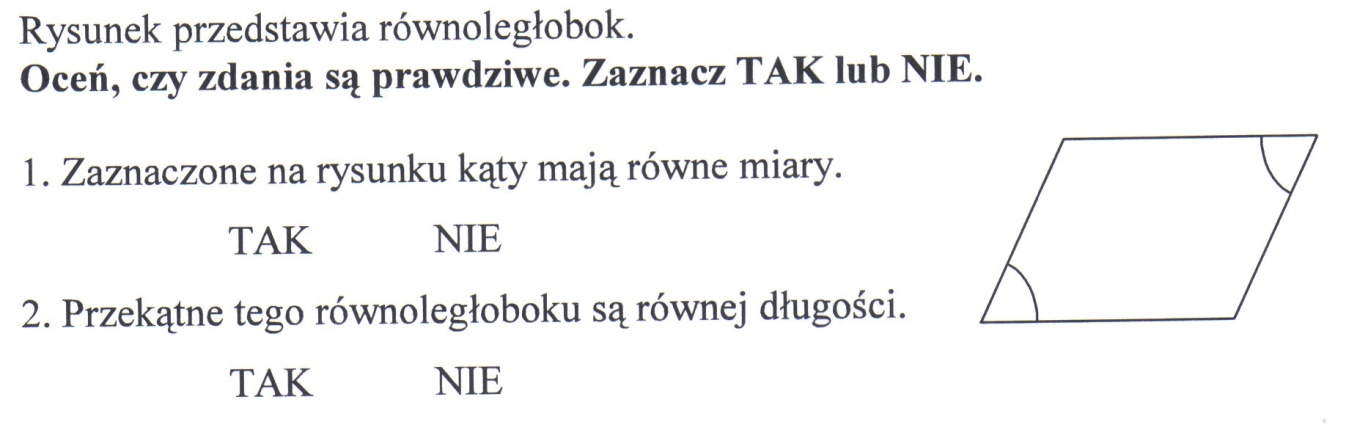 Rysunek przedstawia równoległobok.
Oceń, czy zdania są prawdziwe. Zaznacz TAK lub NIE.
1. Zaznaczone na rysunku kąty mają równe miary.
TAK NIE
2. Przekątne tego równoległoboku są równej długości.
TAK NIE